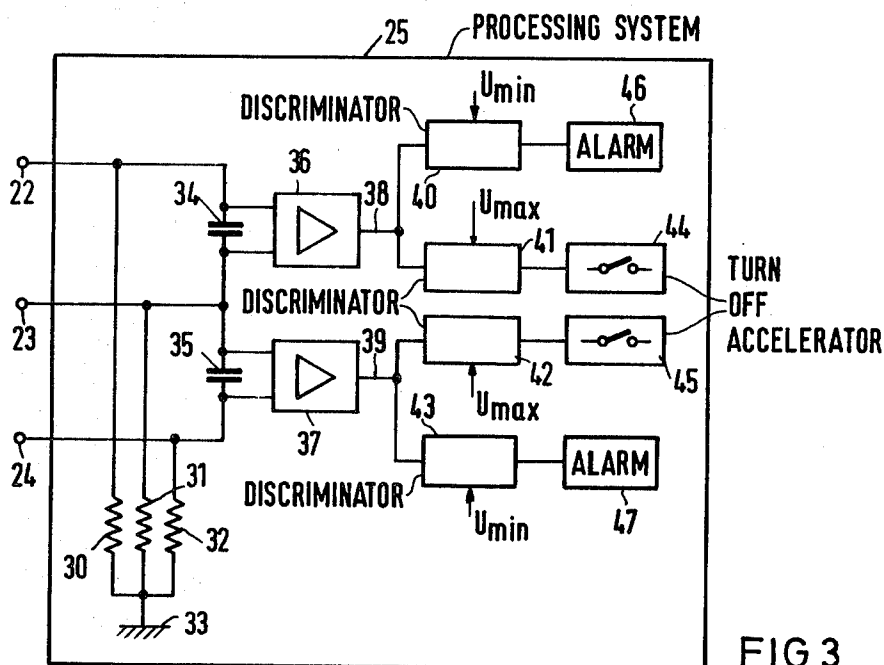 25
PROCESSING SYSTEM
Umin
46
DISCRIMINATOR
ALARM
36
38
40
22
34
Umax
41
44
TURN
OFF
ACCELERATOR
DISCRIMINATOR
23
35
39
42
45
Umax
43
37
24
ALARM
31
DISCRIMINATOR
47
30
32
Umin
33
FIG 3